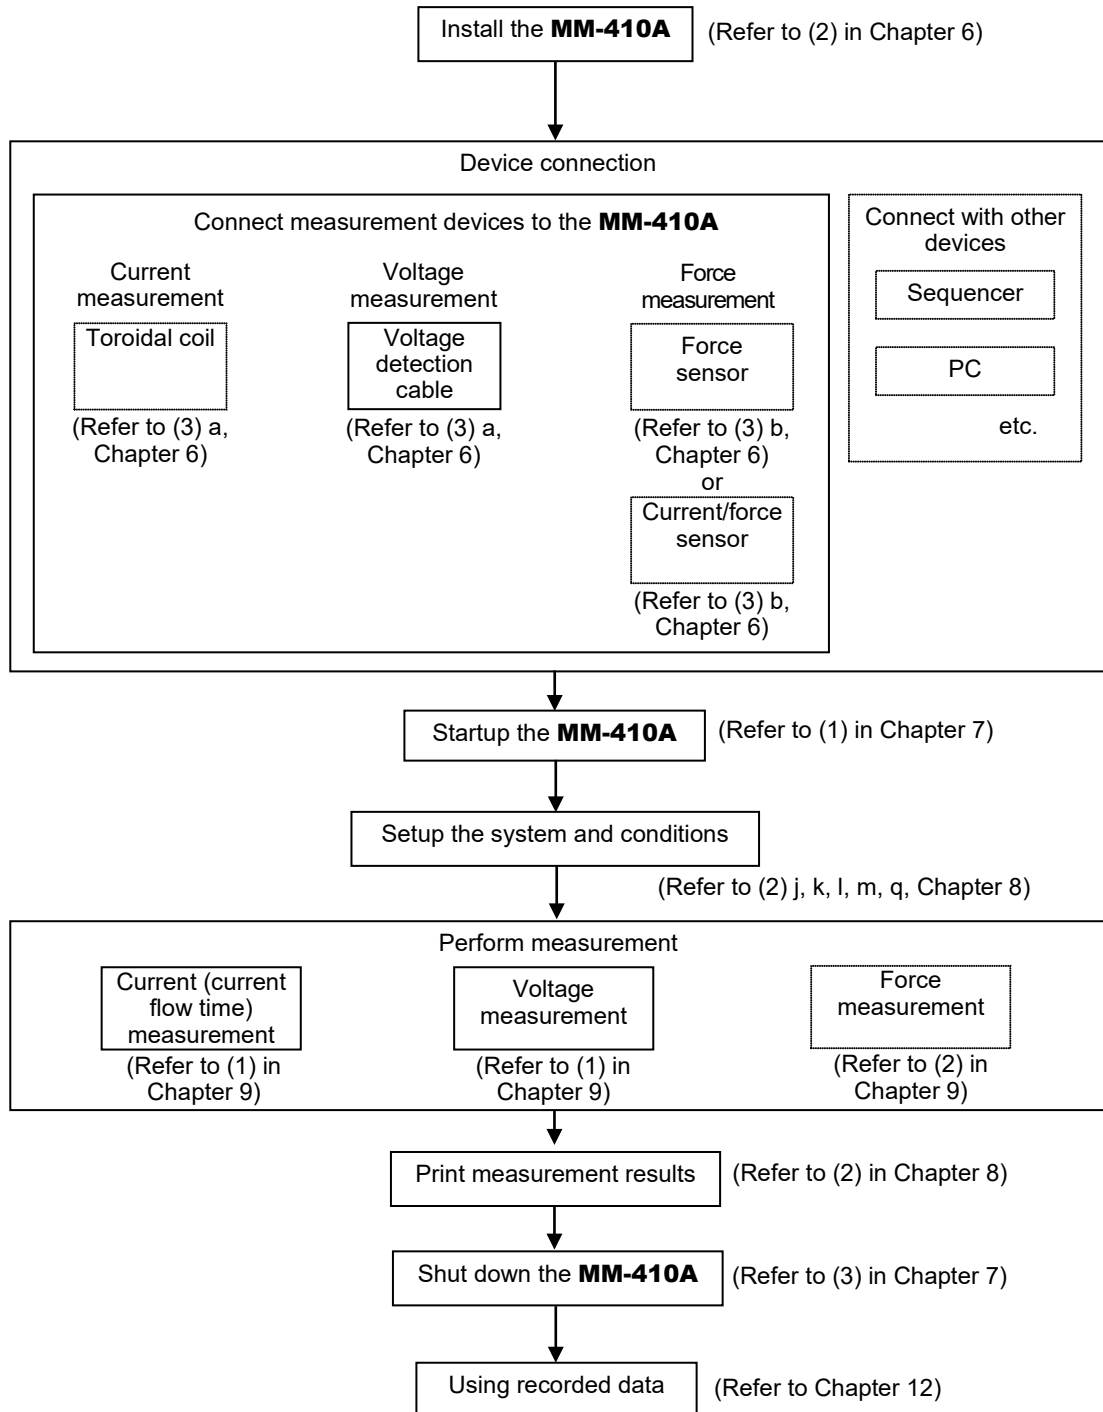 Install the MM-410A
(Refer to (2) in Chapter 6)
Device connection
Connect measurement devices to the MM-410A
Current
measurement
Toroidal coil
(Refer to (3) a,
Chapter 6)
Voltage
measurement
Voltage
detection
cable
(Refer to (3) a,
Chapter 6)
Force
measurement
Force
sensor
(Refer to (3) b,
Chapter 6)
or
Current/force
sensor
(Refer to (3) b,
Chapter 6)
Connect with other
devices
Sequencer
PC
etc.
Startup the MM-410A
(Refer to (1) in Chapter 7)
Setup the system and conditions
(Refer to (2) j, k, l, m, q, Chapter 8)
Perform measurement
Current (current
flow time)
measurement
(Refer to (1) in
Chapter 9)
Voltage
measurement
(Refer to (1) in
Chapter 9)
Force
measurement
(Refer to (2) in
Chapter 9)
Print measurement results
(Refer to (2) in Chapter 8)
Shut down the MM-410A
(Refer to (3) in Chapter 7)
Using recorded data
(Refer to Chapter 12)